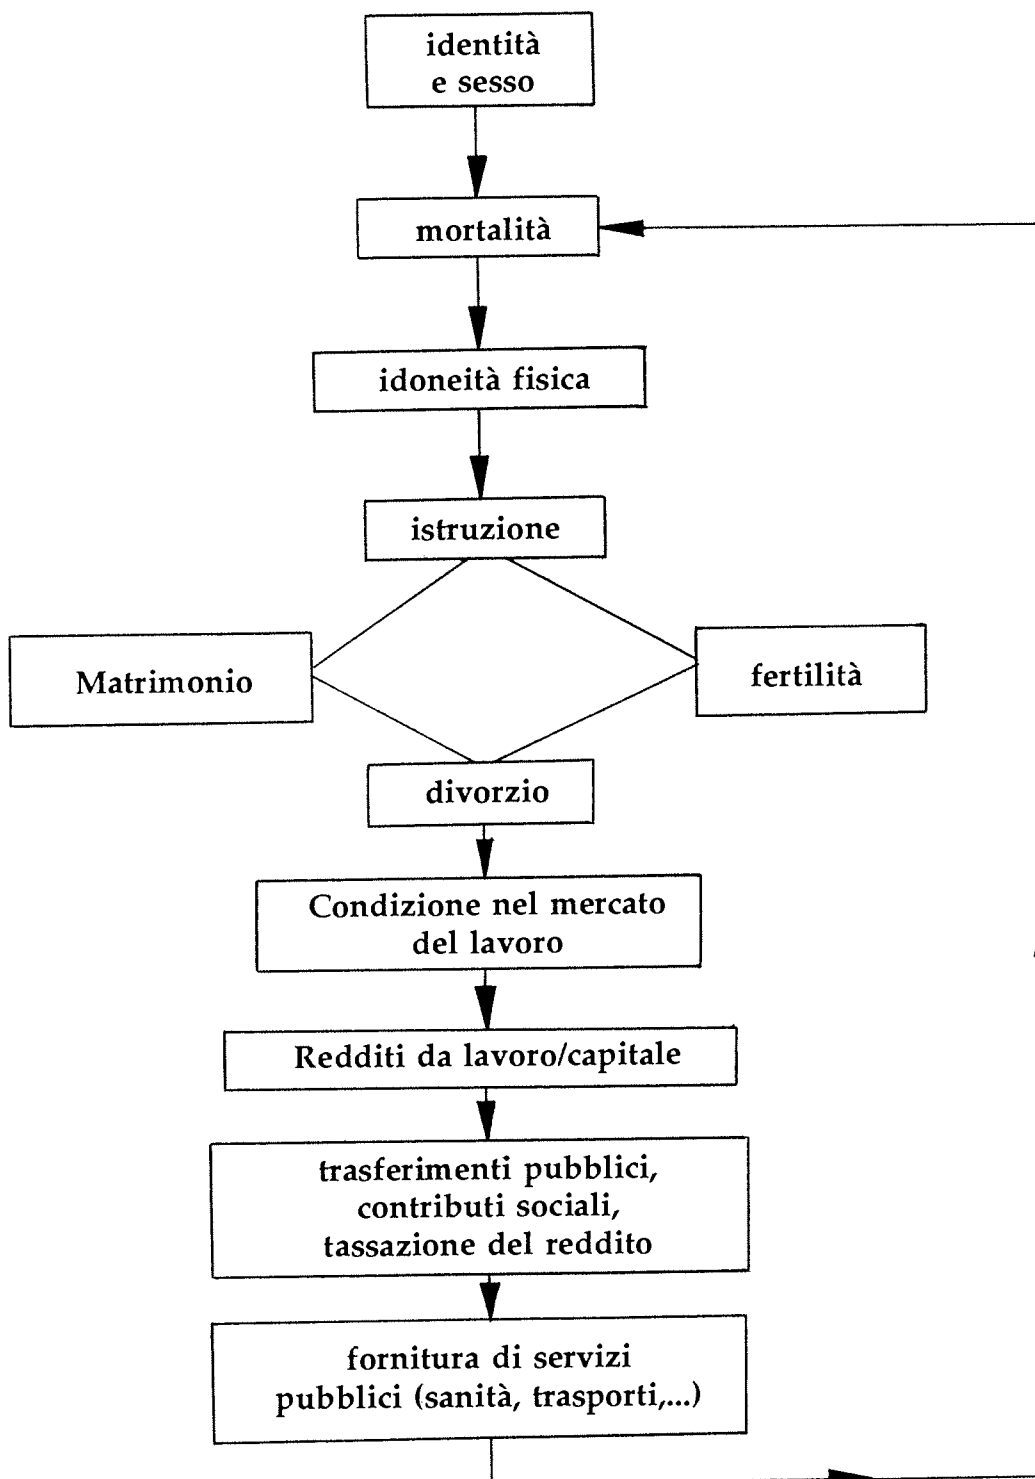 identità
e sesso
mortalità
idoneità fisica
istruzione
Matrimonio
fertilità
divorzio
Condizione nel mercato
del lavoro
Redditi da lavoro/capitale
trasferimenti pubblici,
contributi sociali,
tassazione del reddito
fornitura di servizi
pubblici (sanità, trasporti,...)